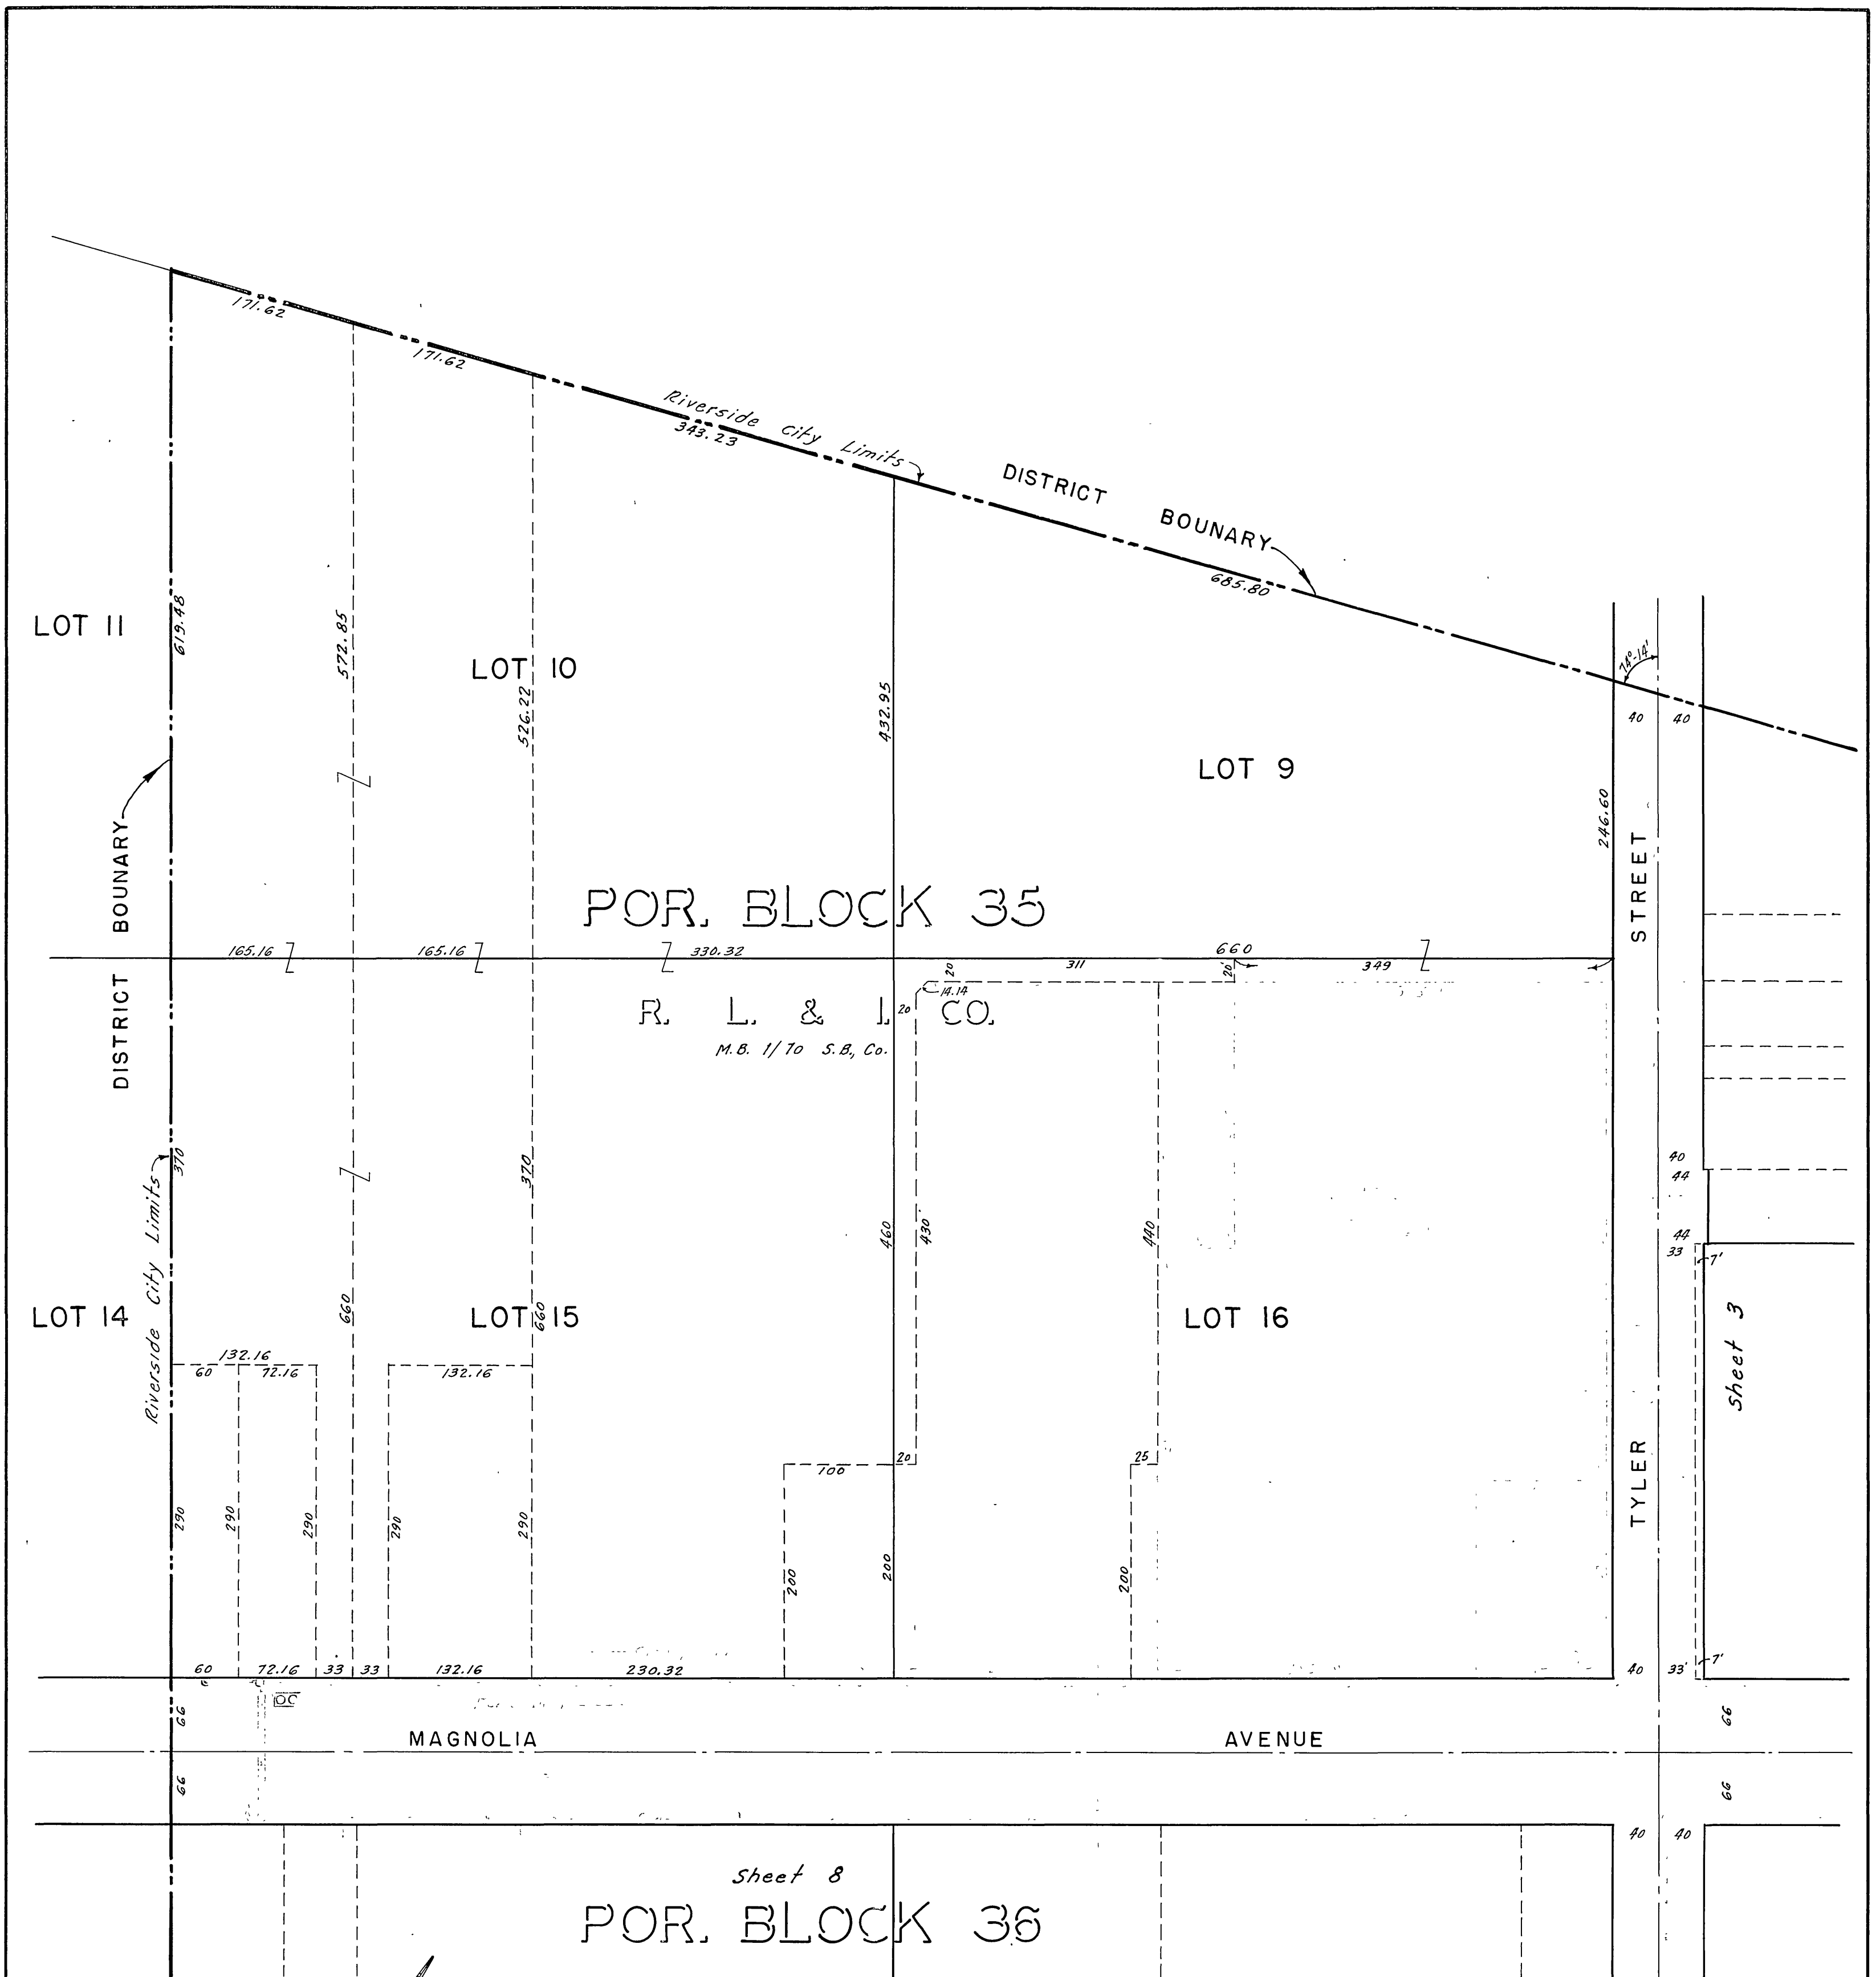 171.62
171.62
Riverside City Limits
343.23
DISTRICT BOUNARY
685.80
74°-14'
LOT 11
619.48
572.85
LOT 10
526.22
432.95
LOT 9
40 40
246.60
STREET
DISTRICT BOUNARY
POR. BLOCK 35
165.16 165.16 330.32 660
311 349
20 20'
14.14
20
R. L. & I. CO.
M.B. 1/70 S.B., Co.
370
370
Riverside City Limits
460
430'
440
40
44
44
33 7'
LOT 14
660
LOT 15
660
LOT 16
Sheet 3
132.16
60 72.16 132.16
TYLER
100 20 25
290 290 290 290 290
200 200 200
60 72.16 33 33 132.16 230.32
40 33' 7'
66 66
MAGNOLIA AVENUE
66 66
40 40
Sheet 8
POR. BLOCK 36